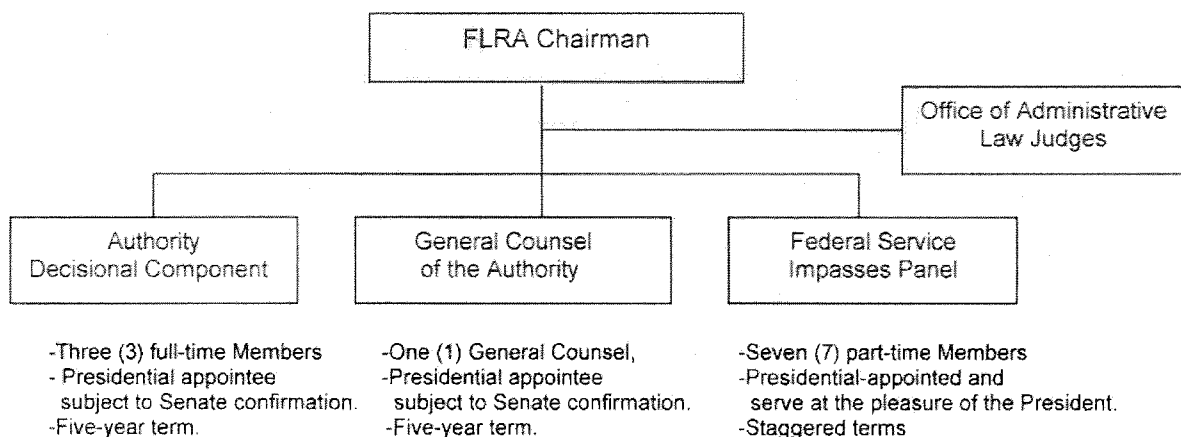 FLRA Chairman
Office of Administrative
Law Judges
Authority
Decisional Component
General Counsel
of the Authority
Federal Service
Impasses Panel
-Three (3) full-time Members
- Presidential appointee
subject to Senate confirmation.
-Five-year term.
-One (1) General Counsel,
-Presidential appointee
subject to Senate confirmation.
-Five-year term.
-Seven (7) part-time Members
-Presidential-appointed and
serve at the pleasure of the President.
-Staggered terms